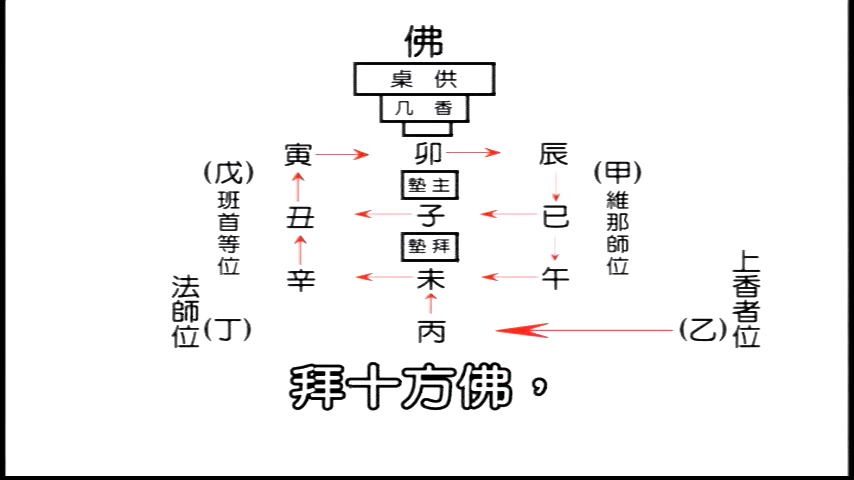 佛
桌供
几香
寅 卯 辰
(戊)
班首等位
墊主
(甲)
維那師位
丑 子 巳
墊拜
辛 未 午
法師位
(丁)
丙
(乙)
上香者位
拜十方佛，